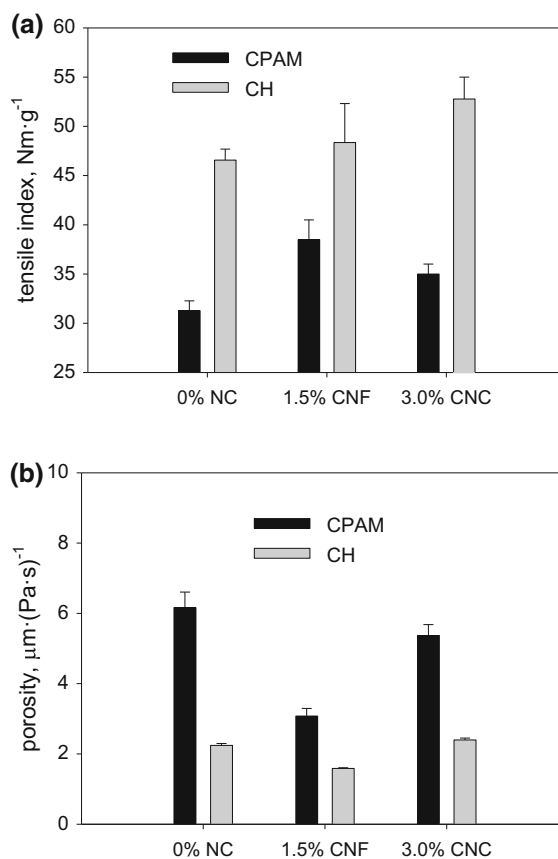 (a)
60
55
50
45
40
35
30
25
tensile index, Nm·g⁻¹
CPAM
CH
0% NC 1.5% CNF 3.0% CNC
(b)
10
8
6
4
2
0
porosity, μm·(Pa·s)⁻¹
CPAM
CH
0% NC 1.5% CNF 3.0% CNC